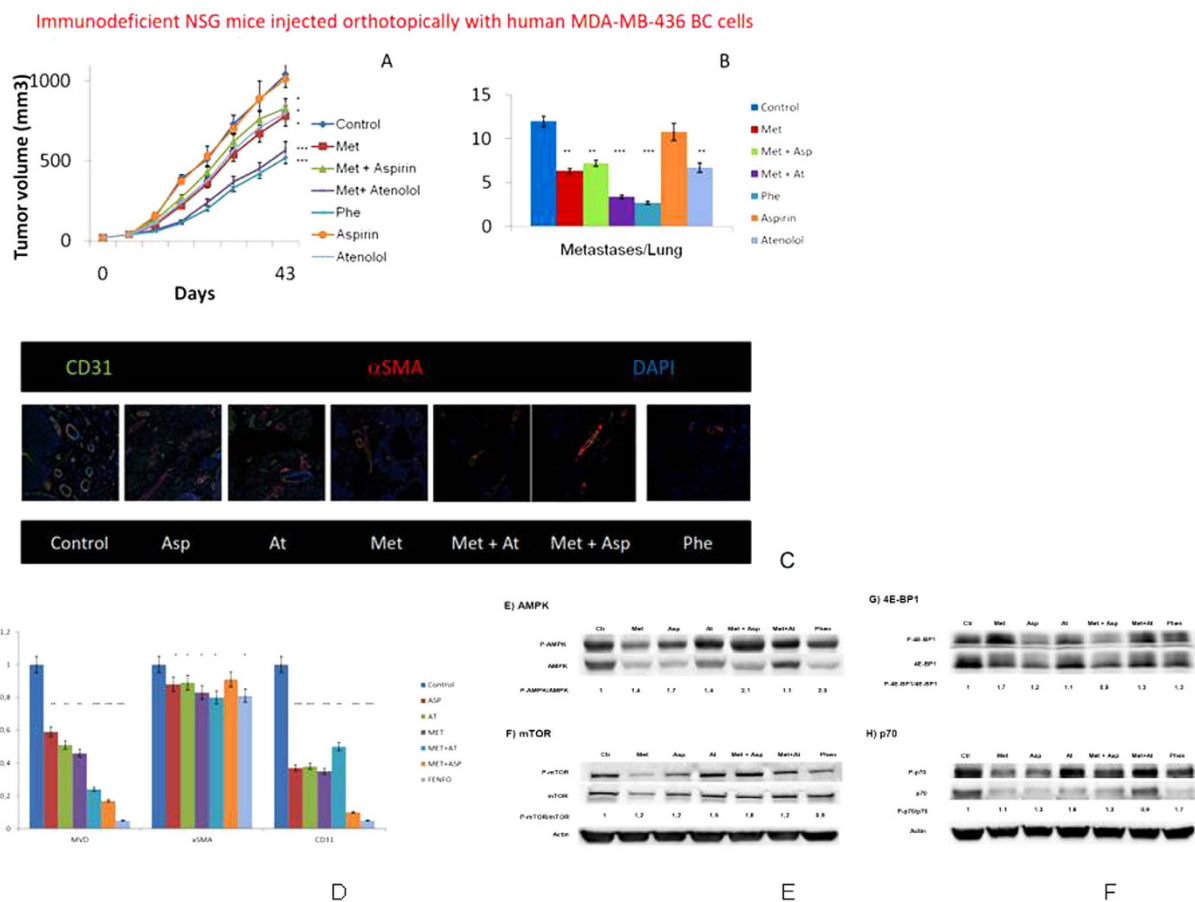 Immunodeficient NSG mice injected orthotopically with human MDA-MB-436 BC cells
A
Tumor volume (mm3)
1000
500
0
0 43
Days
Control
Met
Met + Aspirin
Met+ Atenolol
Phe
Aspirin
Atenolol
* * * *** ***
B
15
10
5
0
** ** *** *** **
Metastases/Lung
Control
Met
Met + Asp
Met + At
Phe
Aspirin
Atenolol
CD31 αSMA DAPI
Control Asp At Met Met + At Met + Asp Phe
C
1,2
1
0,8
0,6
0,4
0,2
0
MVD αSMA CD31
Control
ASP
AT
MET
MET+AT
MET+ASP
FENFO
D
E) AMPK
Ctr Met Asp At Met + Asp Met+At Phen
P-AMPK
AMPK
P-AMPK/AMPK 1 1,4 1,7 1,4 2,1 1,1
F) mTOR
Ctr Met Asp At Met + Asp Met+At Phen
P-mTOR
mTOR
P-mTOR/mTOR 1 1,2 1,2 1,2
Actin
E
G) 4E-BP1
Ctr Met Asp At Met + Asp Met+At Phen
P-4E-BP1
4E-BP1
P-4E-BP1/4E-BP1 1 1,7 1,2 1,1 0,9 1,3
H) p70
Ctr Met Asp At Met + Asp Met+At Phen
P-p70
p70
P-p70/p70 1 1,1 1,3 0,9 1,7
Actin
F